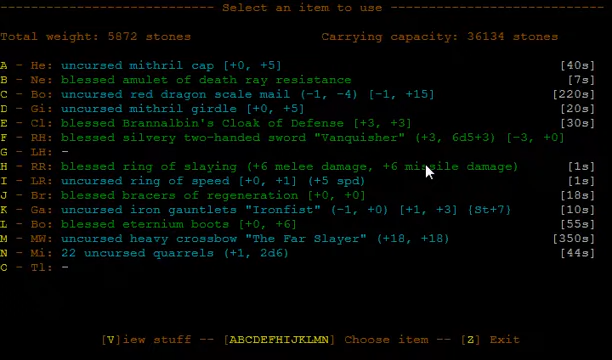 Select an item to use
Total weight: 5872 stones Carrying capacity: 36134 stones
A - He: uncursed mithril cap [+0, +5] [40s]
B - Ne: blessed amulet of death ray resistance [7s]
C - Bo: uncursed red dragon scale mail (-1, -4) [-1, +15] [220s]
D - Gi: uncursed mithril girdle [+0, +5] [20s]
E - Cl: blessed Brannalbin's Cloak of Defense [+3, +3] [30s]
F - RH: blessed silvery two-handed sword "Vanquisher" (+3, 6d5+3) [-3, +0]
G - LH: -
H - RR: blessed ring of slaying (+6 melee damage, +6 missile damage) [1s]
I - LR: uncursed ring of speed [+0, +1] (+5 spd) [1s]
J - Br: blessed bracers of regeneration [+0, +0] [18s]
K - Ga: uncursed iron gauntlets "Ironfist" (-1, +0) [+1, +3] {St+7} [10s]
L - Bo: blessed eternium boots [+0, +6] [55s]
M - MW: uncursed heavy crossbow "The Far Slayer" (+18, +18) [350s]
N - Mi: 22 uncursed quarrels (+1, 2d6) [44s]
O - Tl: -
[V]iew stuff -- [ABCDEFHIJKLMN] Choose item -- [Z] Exit